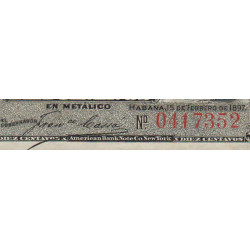 EN METÁLICO HABANA, 15 DE FEBRERO DE 1897.
Nº 0417352
DIEZ CENTAVOS American Bank Note Co. New York. DIEZ CENTAVOS